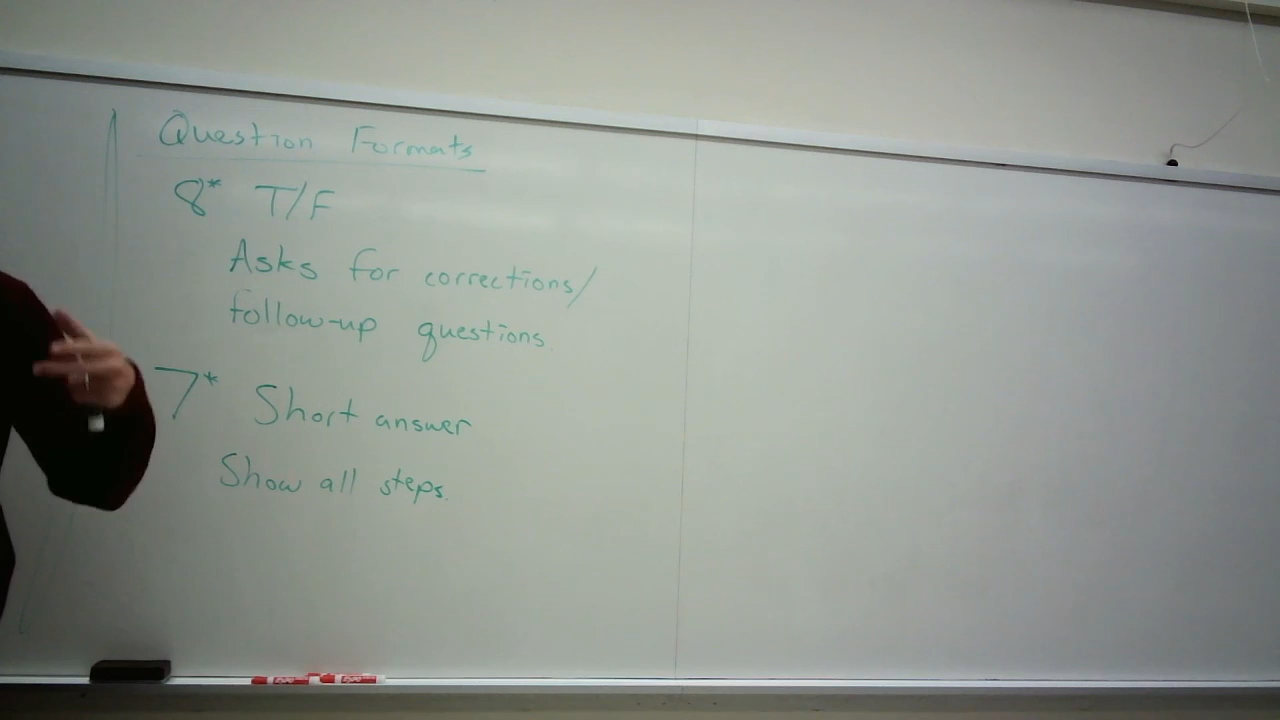 Question Formats
8* T/F
Asks for corrections/
follow-up questions
7* Short answer
Show all steps.